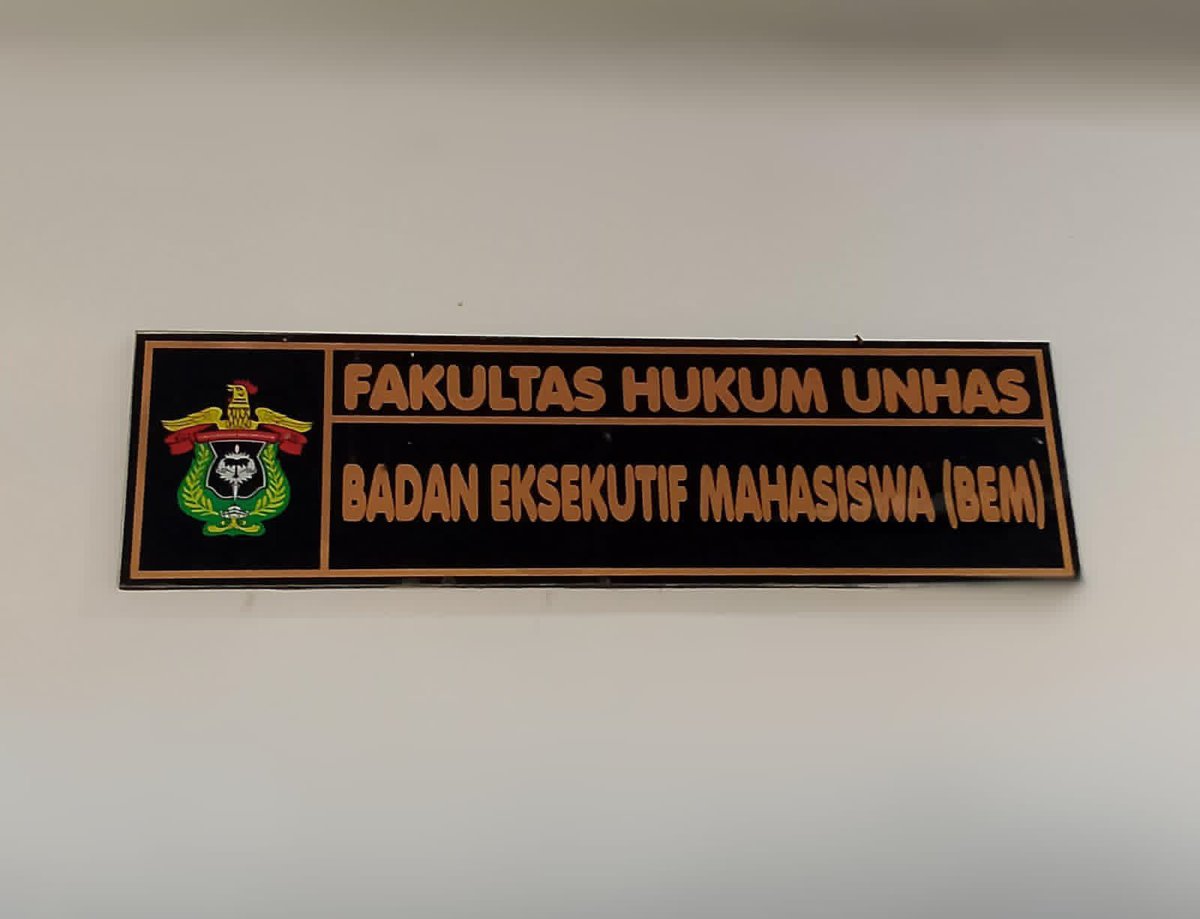 FAKULTAS HUKUM UNHAS
BADAN EKSEKUTIF MAHASISWA (BEM)